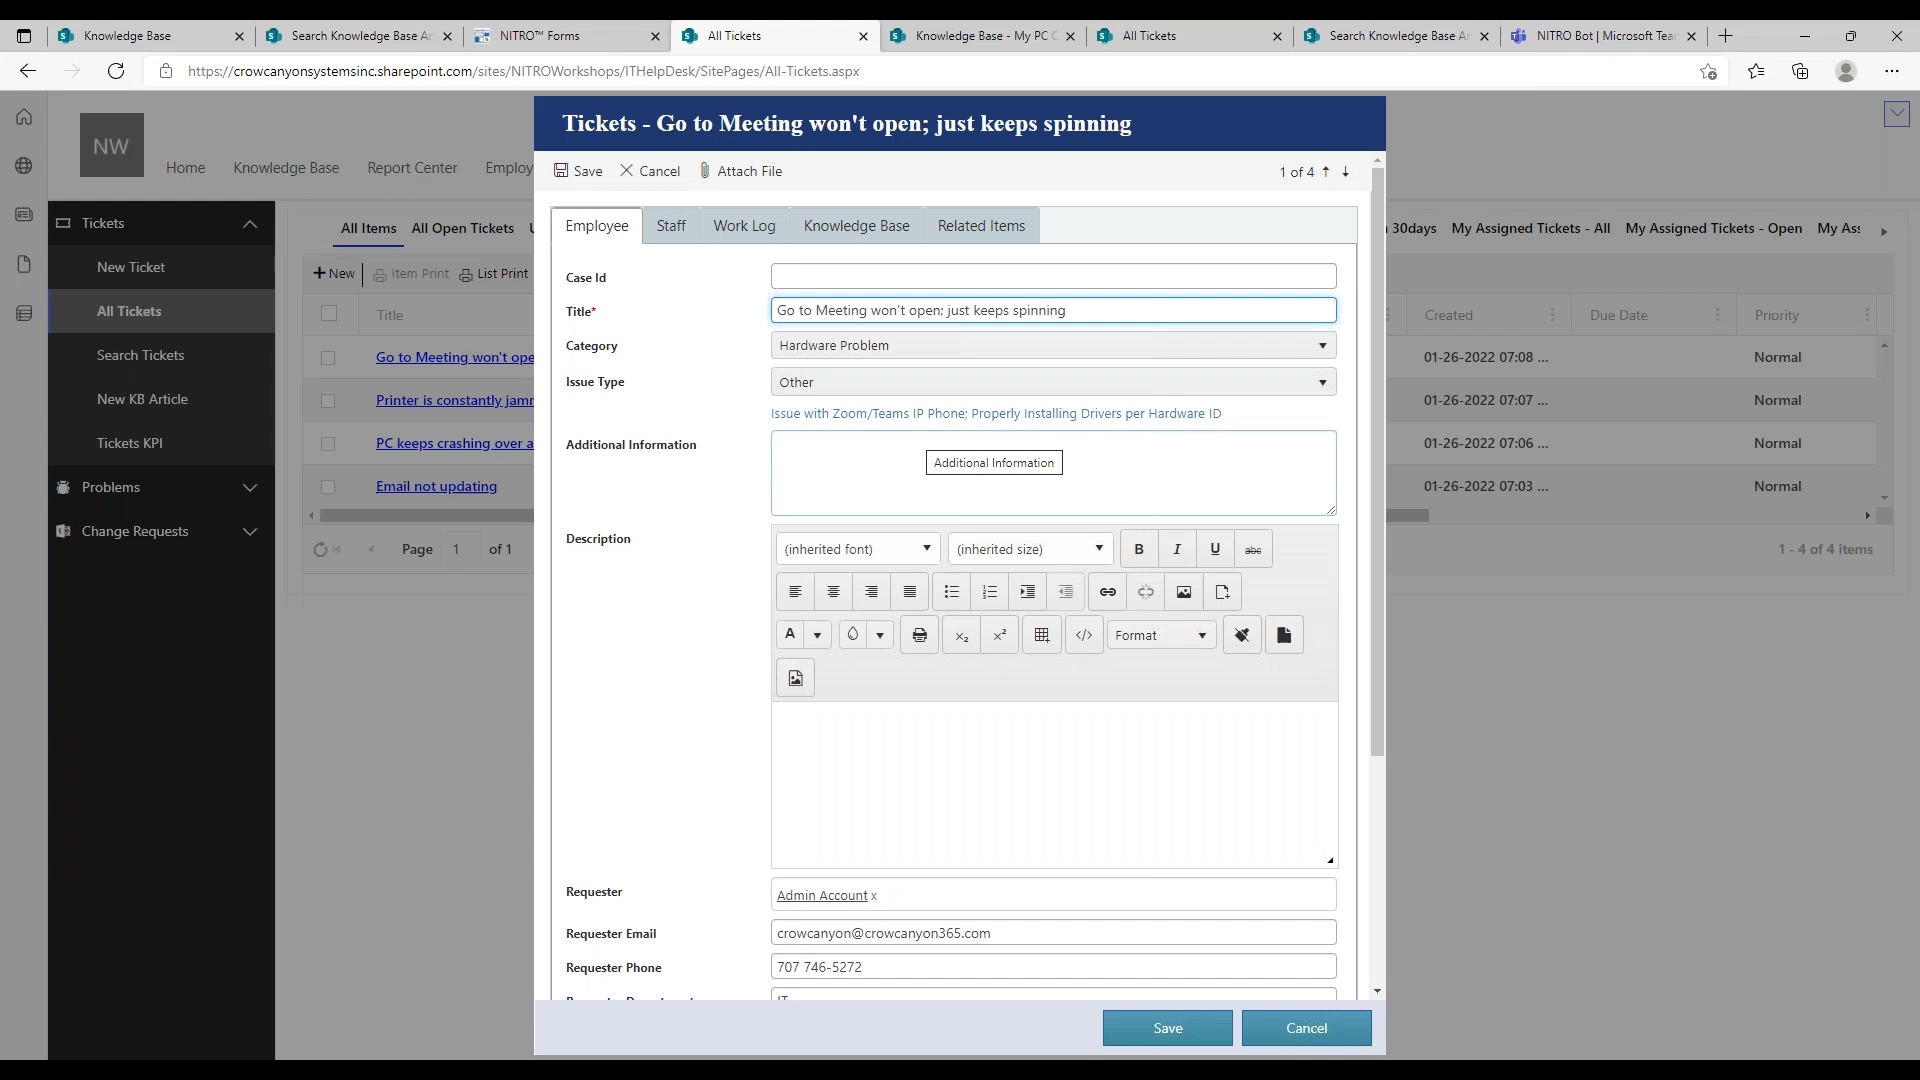 Knowledge Base
Search Knowledge Base Ar
NITRO™ Forms
All Tickets
Knowledge Base - My PC C
All Tickets
Search Knowledge Base Ar
NITRO Bot | Microsoft Tea
https://crowcanyonsystemsinc.sharepoint.com/sites/NITROWorkshops/ITHelpDesk/SitePages/All-Tickets.aspx
NW
Home Knowledge Base Report Center Employ
Tickets
New Ticket
All Tickets
Search Tickets
New KB Article
Tickets KPI
Problems
Change Requests
All Items All Open Tickets
30days My Assigned Tickets - All My Assigned Tickets - Open My Ass
New Item Print List Print
Title Created Due Date Priority
Go to Meeting won't ope 01-26-2022 07:08 ... Normal
Printer is constantly jamr 01-26-2022 07:07 ... Normal
PC keeps crashing over a 01-26-2022 07:06 ... Normal
Email not updating 01-26-2022 07:03 ... Normal
Page 1 of 1
1 - 4 of 4 items
Tickets - Go to Meeting won't open; just keeps spinning
Save Cancel Attach File 1 of 4
Employee Staff Work Log Knowledge Base Related Items
Case Id
Title* Go to Meeting won't open; just keeps spinning
Category Hardware Problem
Issue Type Other
Issue with Zoom/Teams IP Phone; Properly Installing Drivers per Hardware ID
Additional Information
Additional Information
Description
(inherited font) (inherited size) B I U abc
A x₂ x² </> Format
Requester Admin Account x
Requester Email crowcanyon@crowcanyon365.com
Requester Phone 707 746-5272
Save Cancel